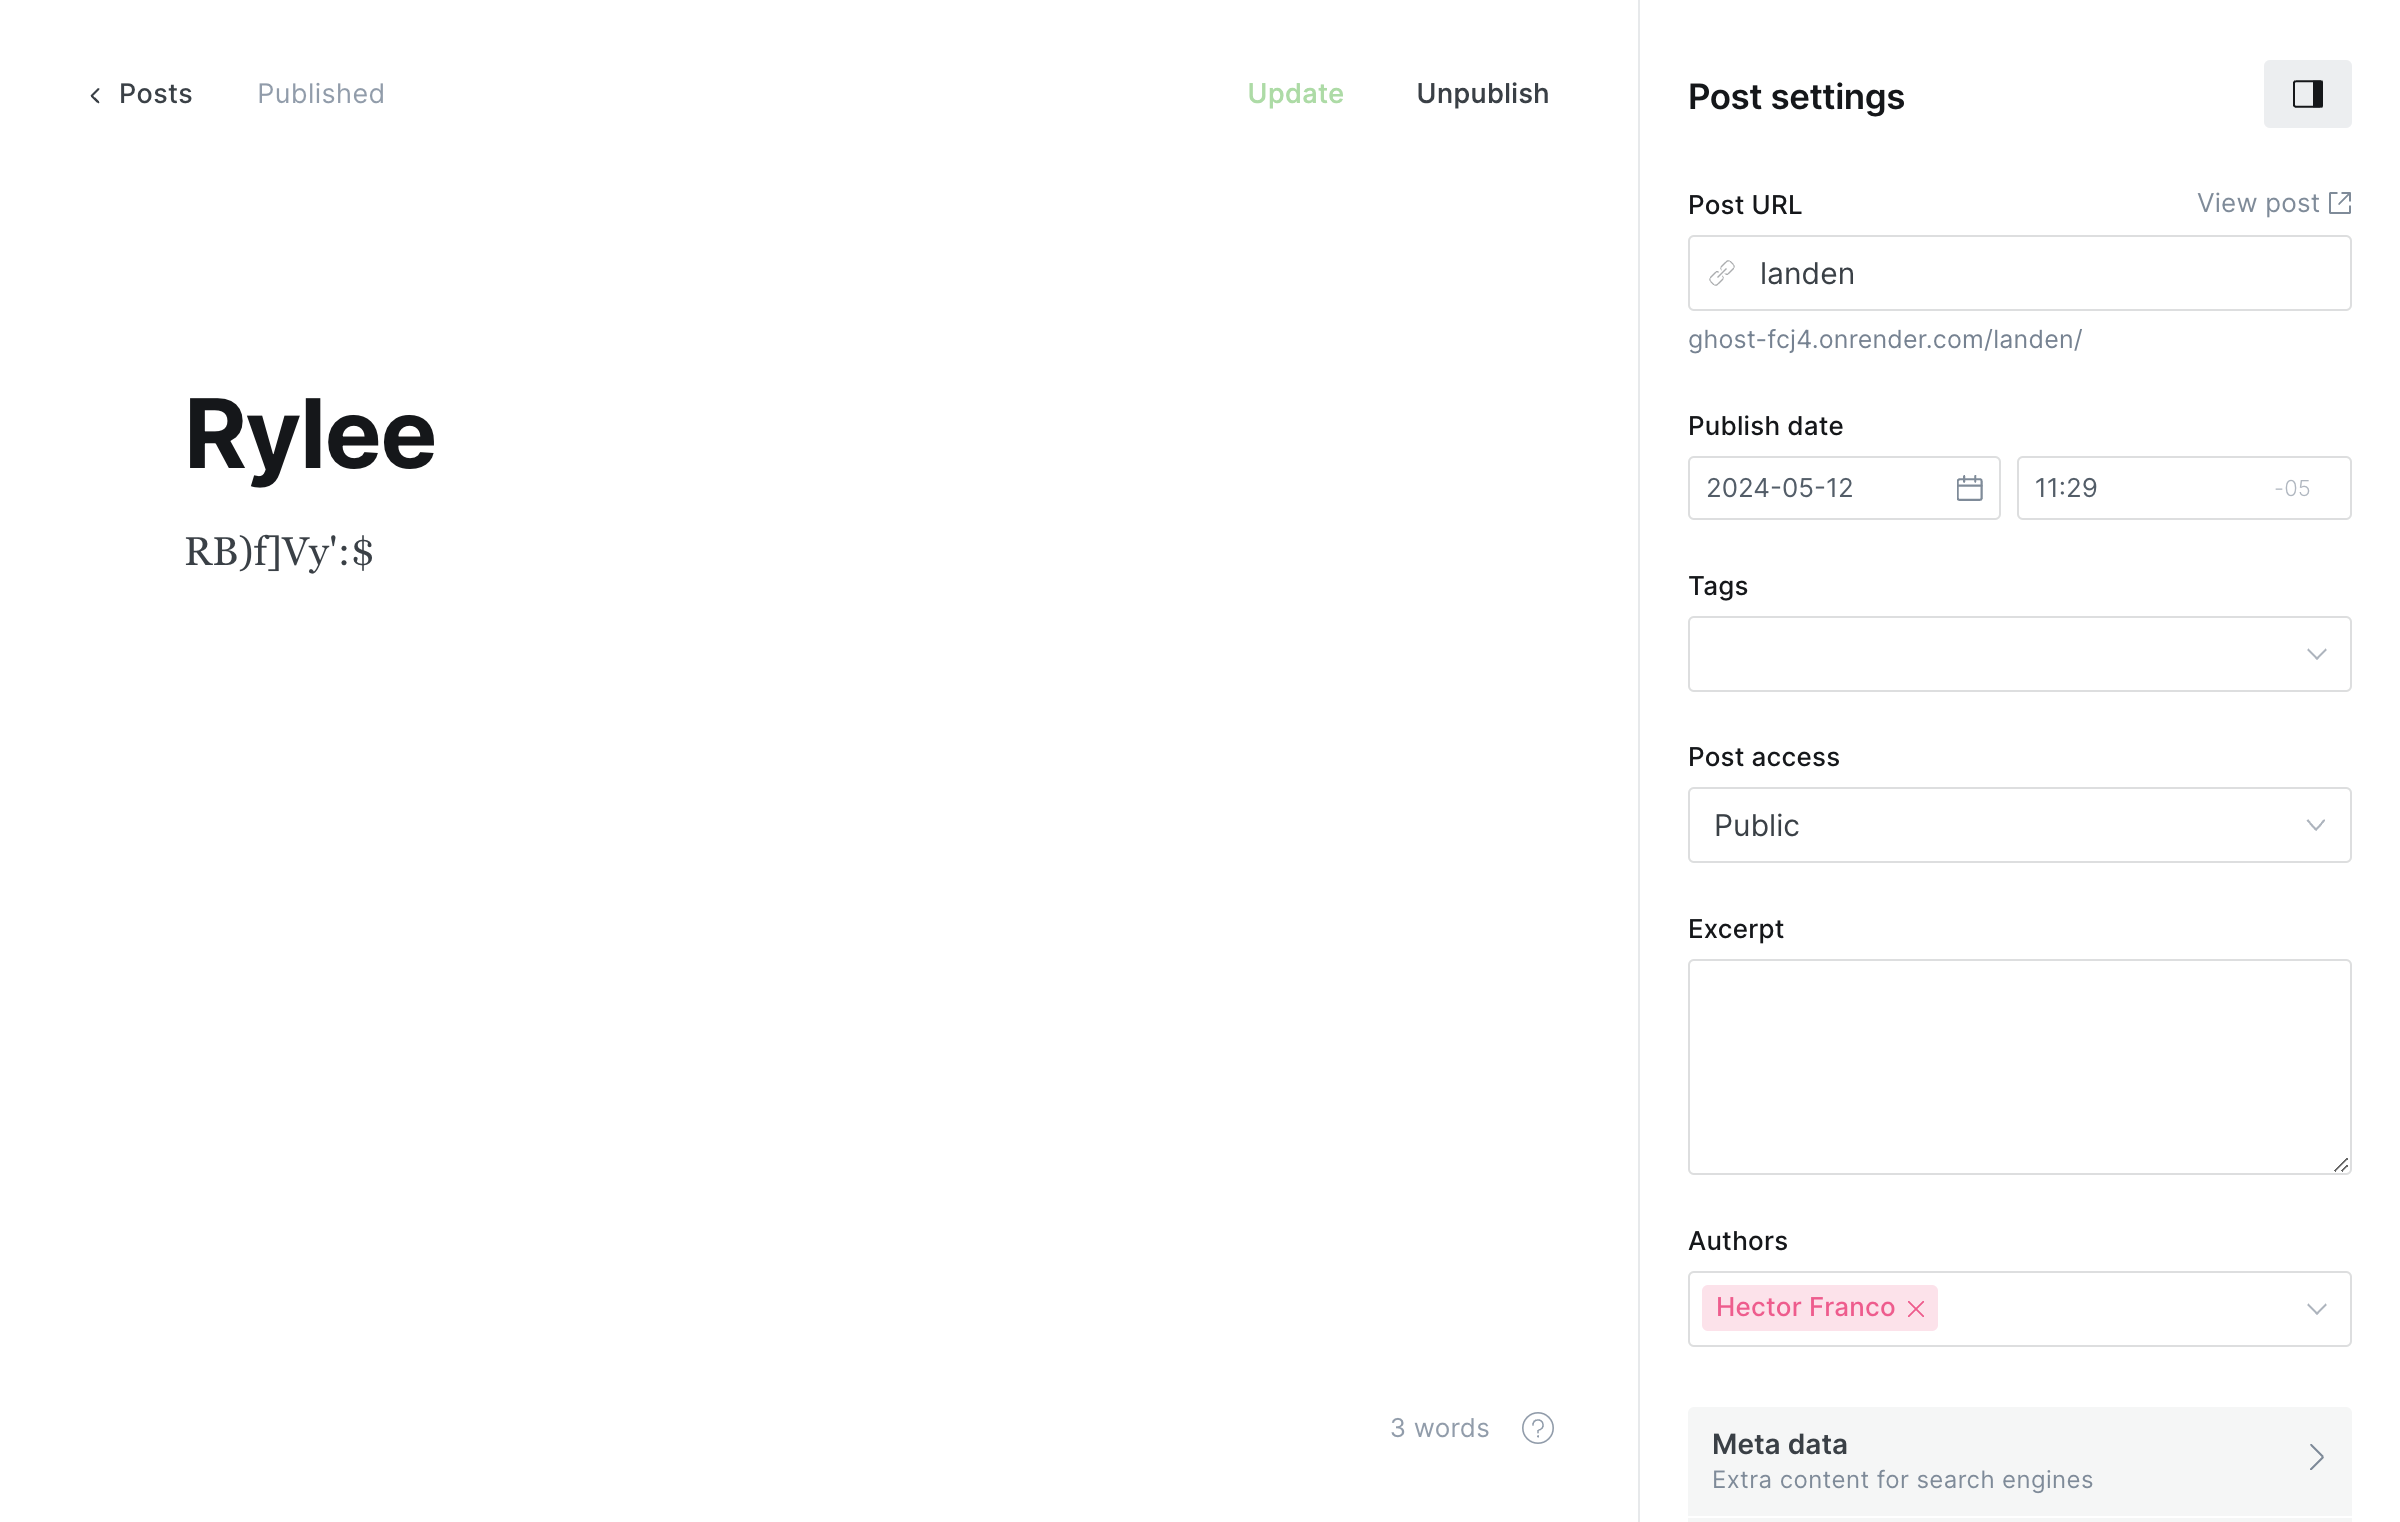 Posts Published Update Unpublish
Rylee
RB)f]Vy':$
3 words ?
Post settings
Post URL View post
landen
ghost-fcj4.onrender.com/landen/
Publish date
2024-05-12 11:29 -05
Tags
Post access
Public
Excerpt
Authors
Hector Franco
Meta data
Extra content for search engines